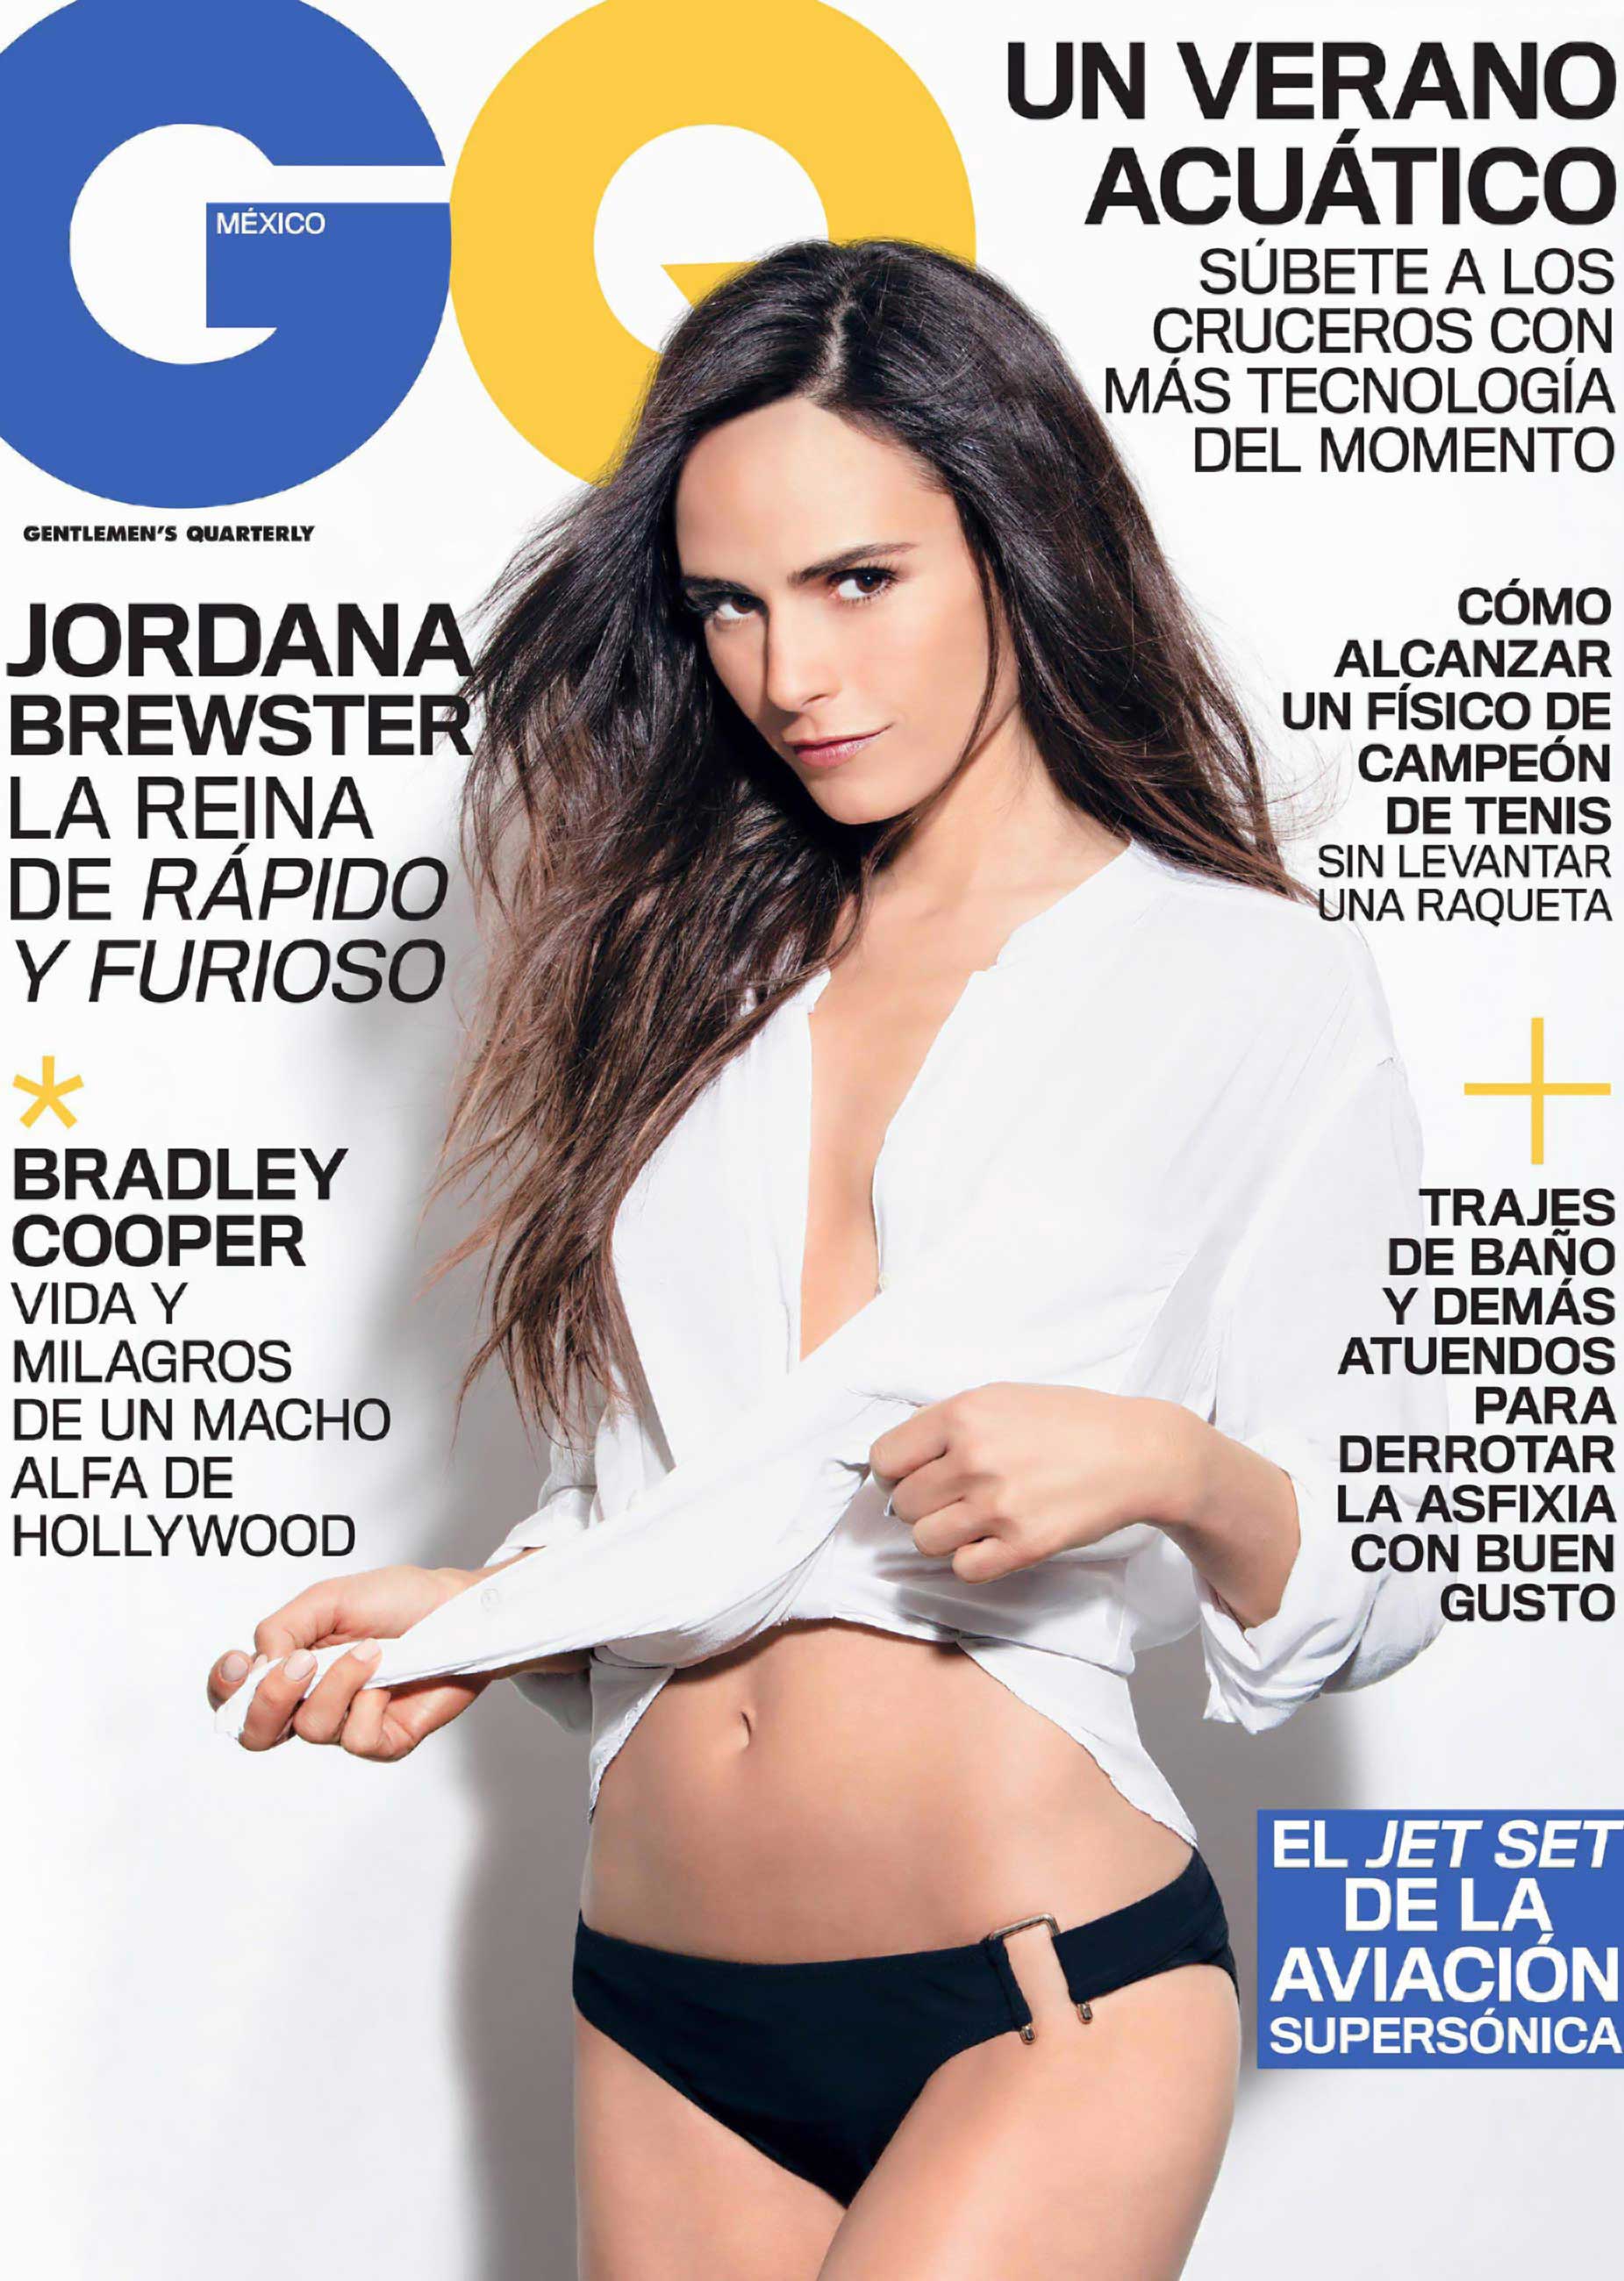 GQ
MÉXICO
GENTLEMEN'S QUARTERLY
JORDANA
BREWSTER
LA REINA
DE RÁPIDO
Y FURIOSO
*
BRADLEY
COOPER
VIDA Y
MILAGROS
DE UN MACHO
ALFA DE
HOLLYWOOD
UN VERANO
ACUÁTICO
SÚBETE A LOS
CRUCEROS CON
MÁS TECNOLOGÍA
DEL MOMENTO
CÓMO
ALCANZAR
UN FÍSICO DE
CAMPEÓN
DE TENIS
SIN LEVANTAR
UNA RAQUETA
+
TRAJES
DE BAÑO
Y DEMÁS
ATUENDOS
PARA
DERROTAR
LA ASFIXIA
CON BUEN
GUSTO
EL JET SET
DE LA
AVIACIÓN
SUPERSÓNICA